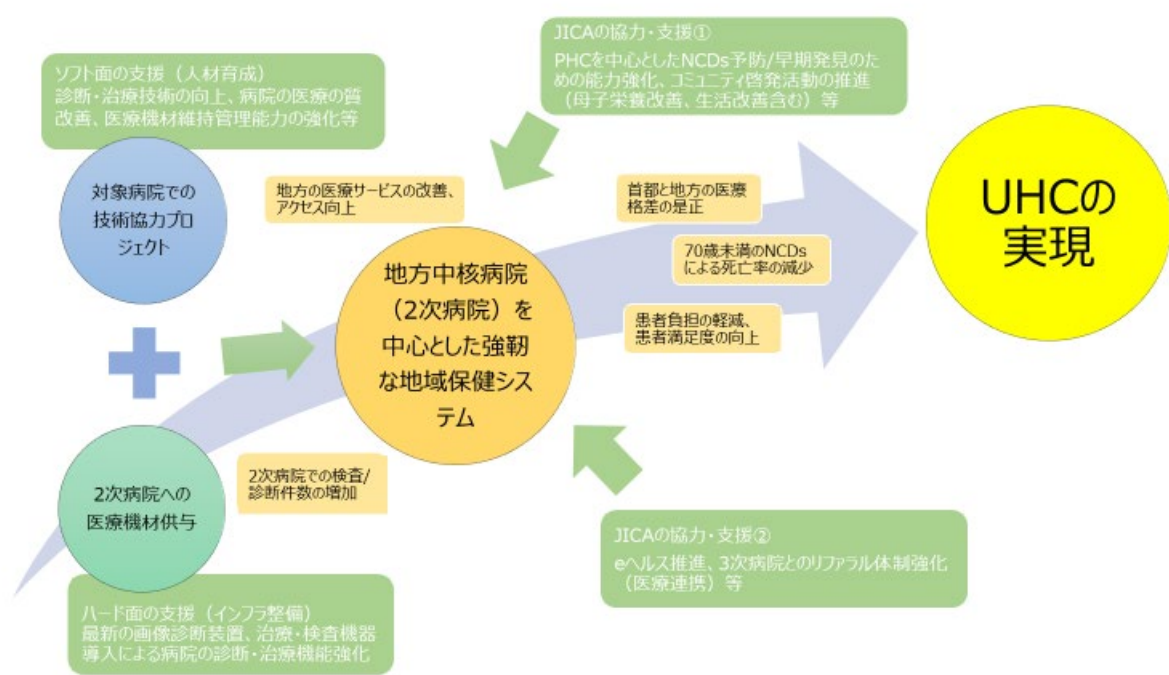 JICAの協力・支援①
PHCを中心としたNCDs予防/早期発見のた
めの能力強化、コミュニティ啓発活動の推進
（母子栄養改善、生活改善含む）等
ソフト面の支援（人材育成）
診断・治療技術の向上、病院の医療の質
改善、医療機材維持管理能力の強化等
対象病院での
技術協力プロ
ジェクト
地方の医療サービスの改善、
アクセス向上
首都と地方の医療
格差の是正
70歳未満のNCDs
による死亡率の減少
患者負担の軽減、
患者満足度の向上
UHCの
実現
地方中核病院
（2次病院）を
中心とした強靭
な地域保健シス
テム
2次病院での検査/
診断件数の増加
2次病院への
医療機材供与
JICAの協力・支援②
eヘルス推進、3次病院とのリファラル体制強化
（医療連携）等
ハード面の支援（インフラ整備）
最新の画像診断装置、治療・検査機器
導入による病院の診断・治療機能強化